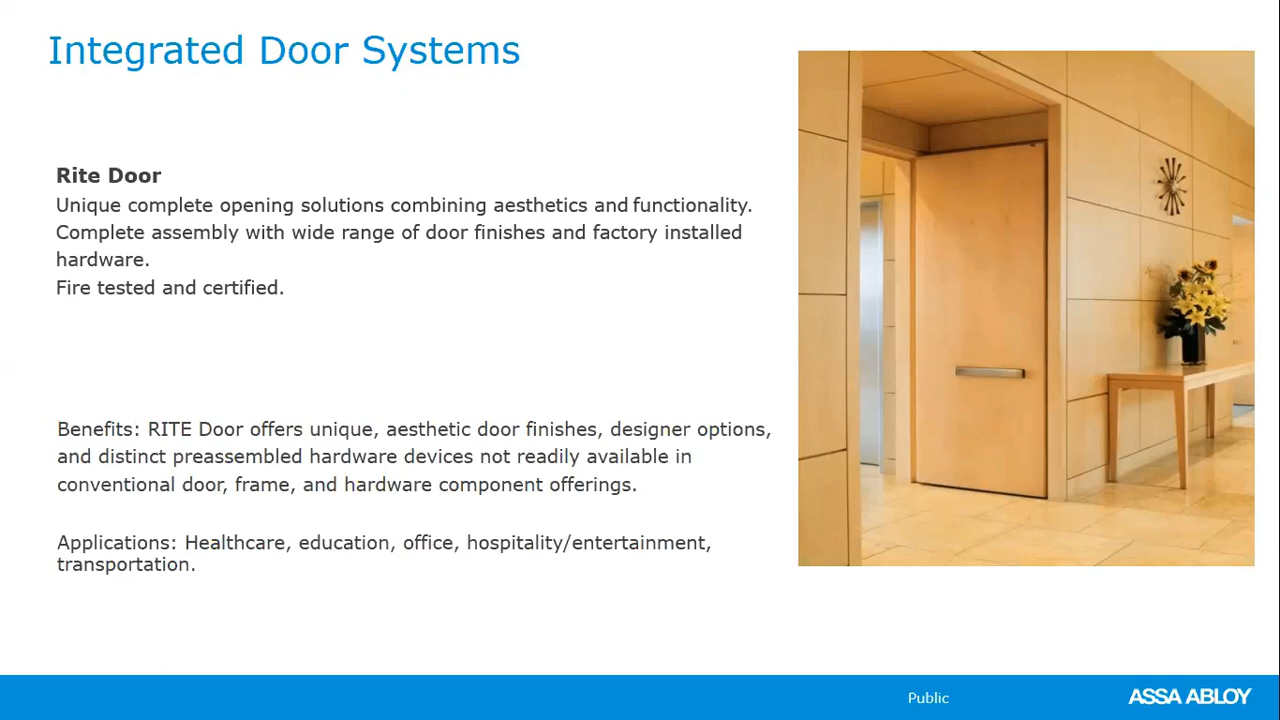 Integrated Door Systems
Rite Door
Unique complete opening solutions combining aesthetics and functionality.
Complete assembly with wide range of door finishes and factory installed
hardware.
Fire tested and certified.
Benefits: RITE Door offers unique, aesthetic door finishes, designer options,
and distinct preassembled hardware devices not readily available in
conventional door, frame, and hardware component offerings.
Applications: Healthcare, education, office, hospitality/entertainment,
transportation.
Public
ASSA ABLOY